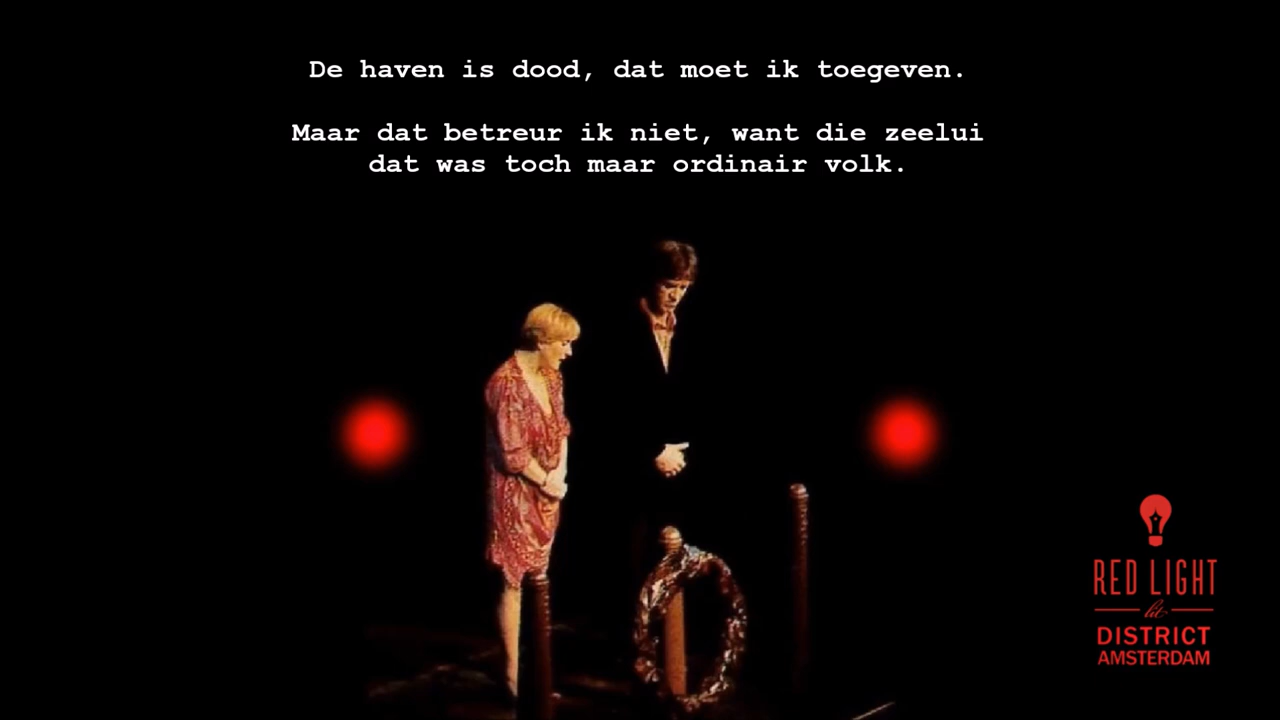 De haven is dood, dat moet ik toegeven.
Maar dat betreur ik niet, want die zeelui
dat was toch maar ordinair volk.
RED LIGHT
lit
DISTRICT
AMSTERDAM